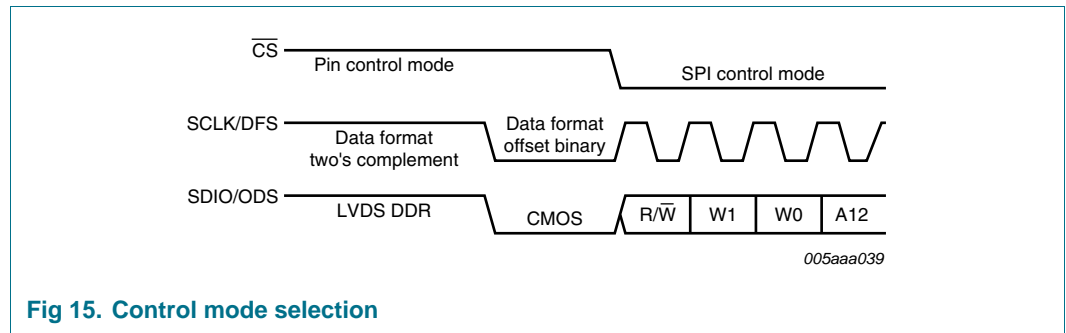 CS
Pin control mode
SPI control mode
SCLK/DFS
Data format
two's complement
Data format
offset binary
SDIO/ODS
LVDS DDR
CMOS
R/W̅
W1
W0
A12
005aaa039
Fig 15. Control mode selection